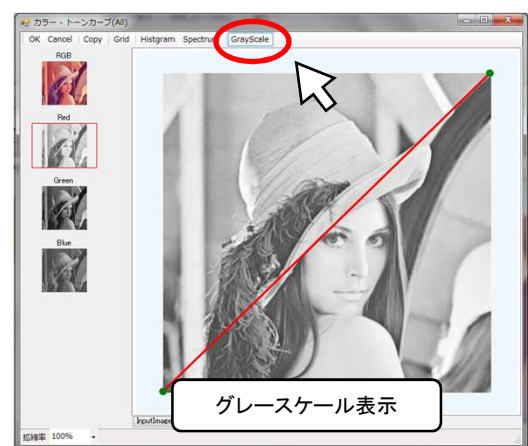 カラー - トーンカーブ(All)
OK Cancel Copy Grid Histgram Spectrum GrayScale
RGB
Red
Green
Blue
グレースケール表示
InputImage
拡縮率 100%